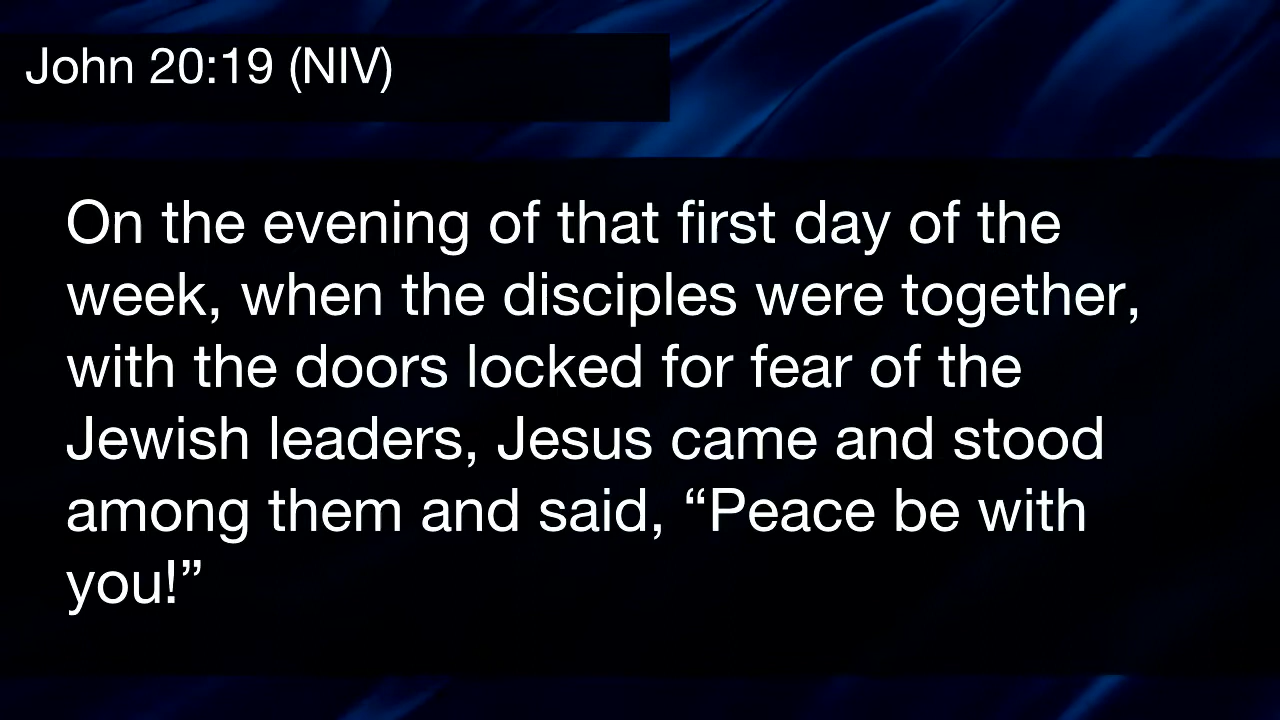 John 20:19 (NIV)
On the evening of that first day of the
week, when the disciples were together,
with the doors locked for fear of the
Jewish leaders, Jesus came and stood
among them and said, “Peace be with
you!”